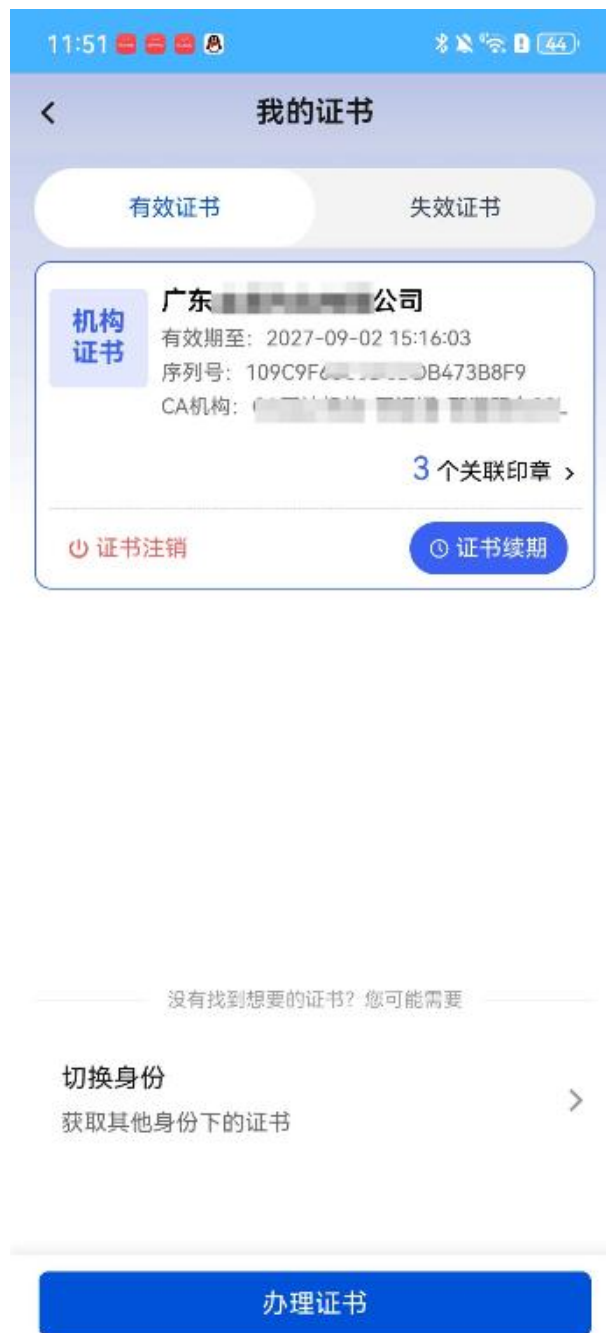 11:51
44
我的证书
有效证书
失效证书
机构
证书
广东 公司
有效期至：2027-09-02 15:16:03
序列号：109C9F DB473B8F9
CA机构：
3 个关联印章
证书注销
证书续期
没有找到想要的证书？您可能需要
切换身份
获取其他身份下的证书
办理证书